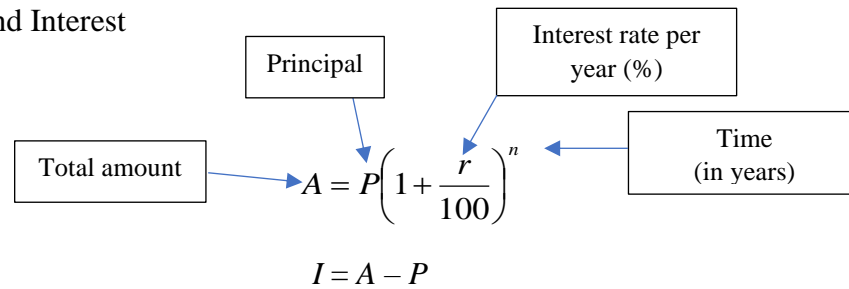 nd Interest
Interest rate per
year (%)
Principal
Time
(in years)
Total amount
A = P(1 + r/100)^n
I = A – P